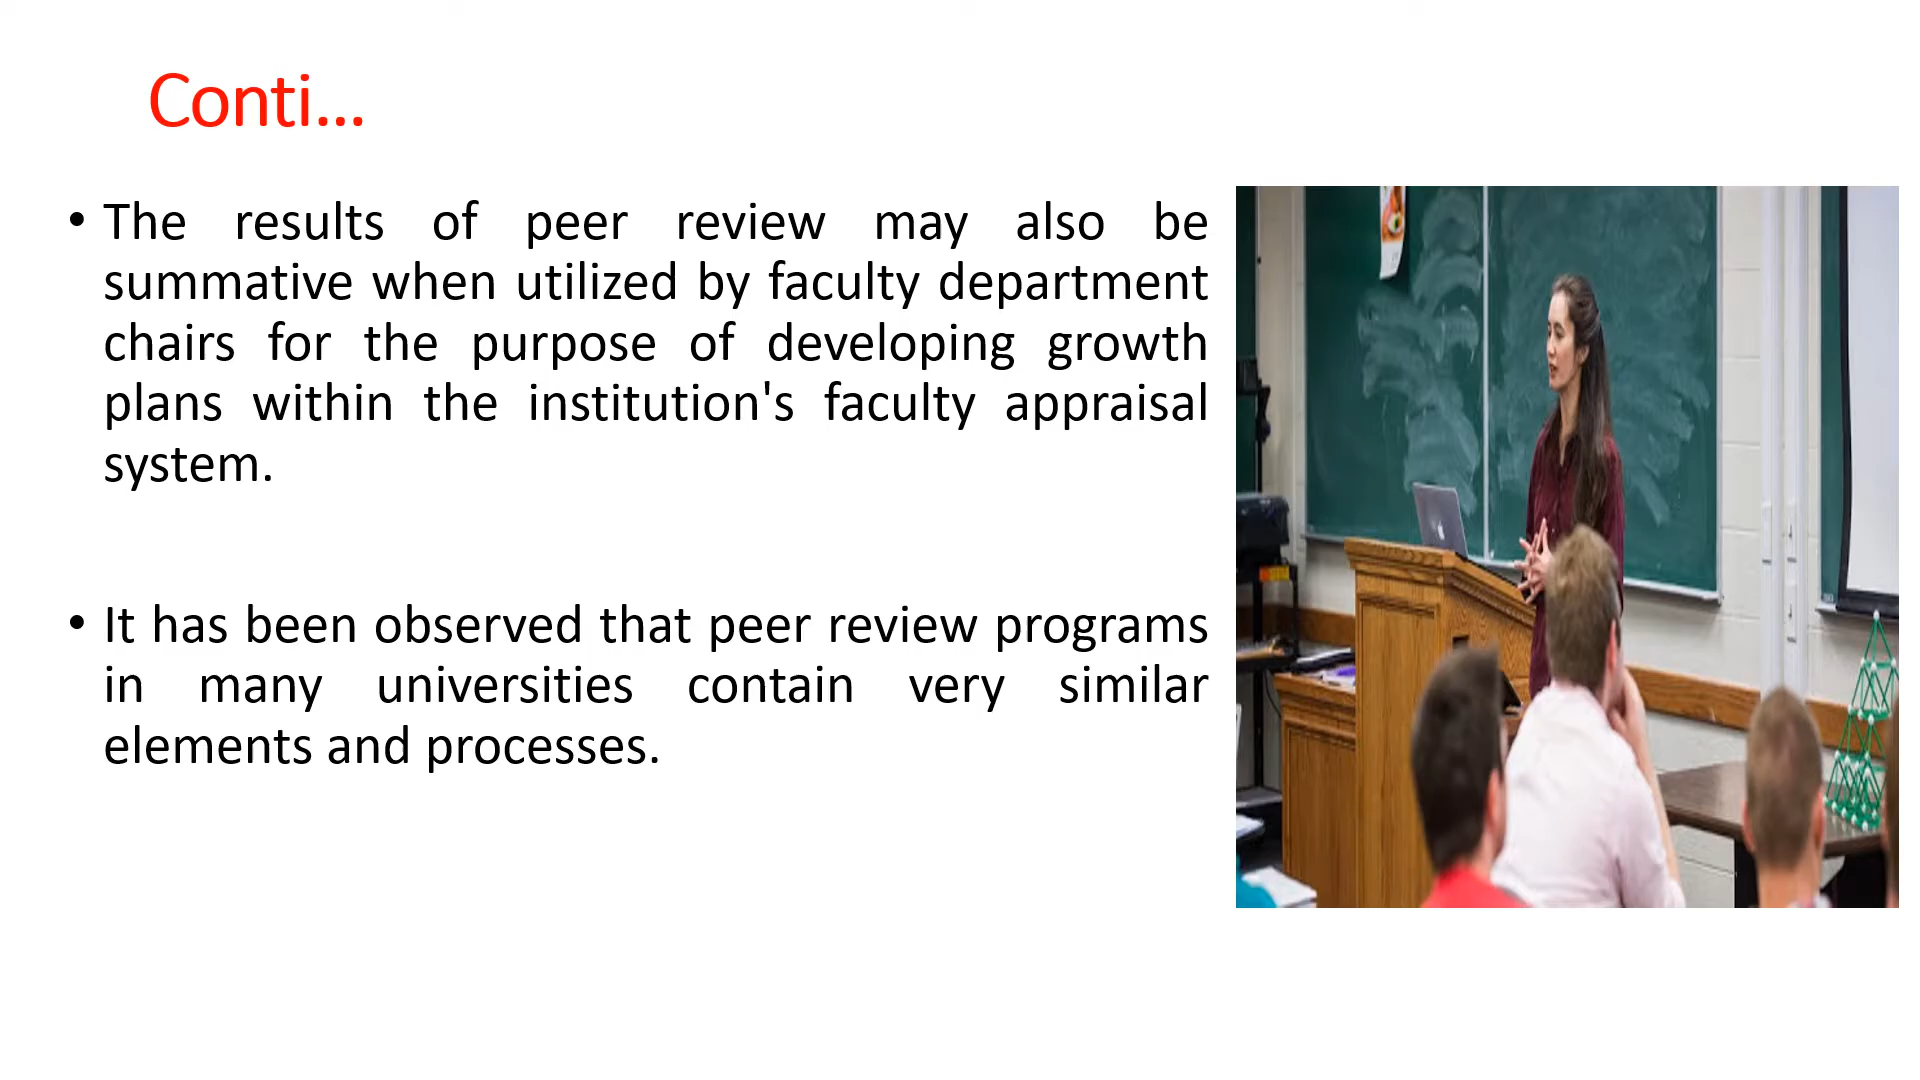 Conti...
• The results of peer review may also be
summative when utilized by faculty department
chairs for the purpose of developing growth
plans within the institution's faculty appraisal
system.
• It has been observed that peer review programs
in many universities contain very similar
elements and processes.